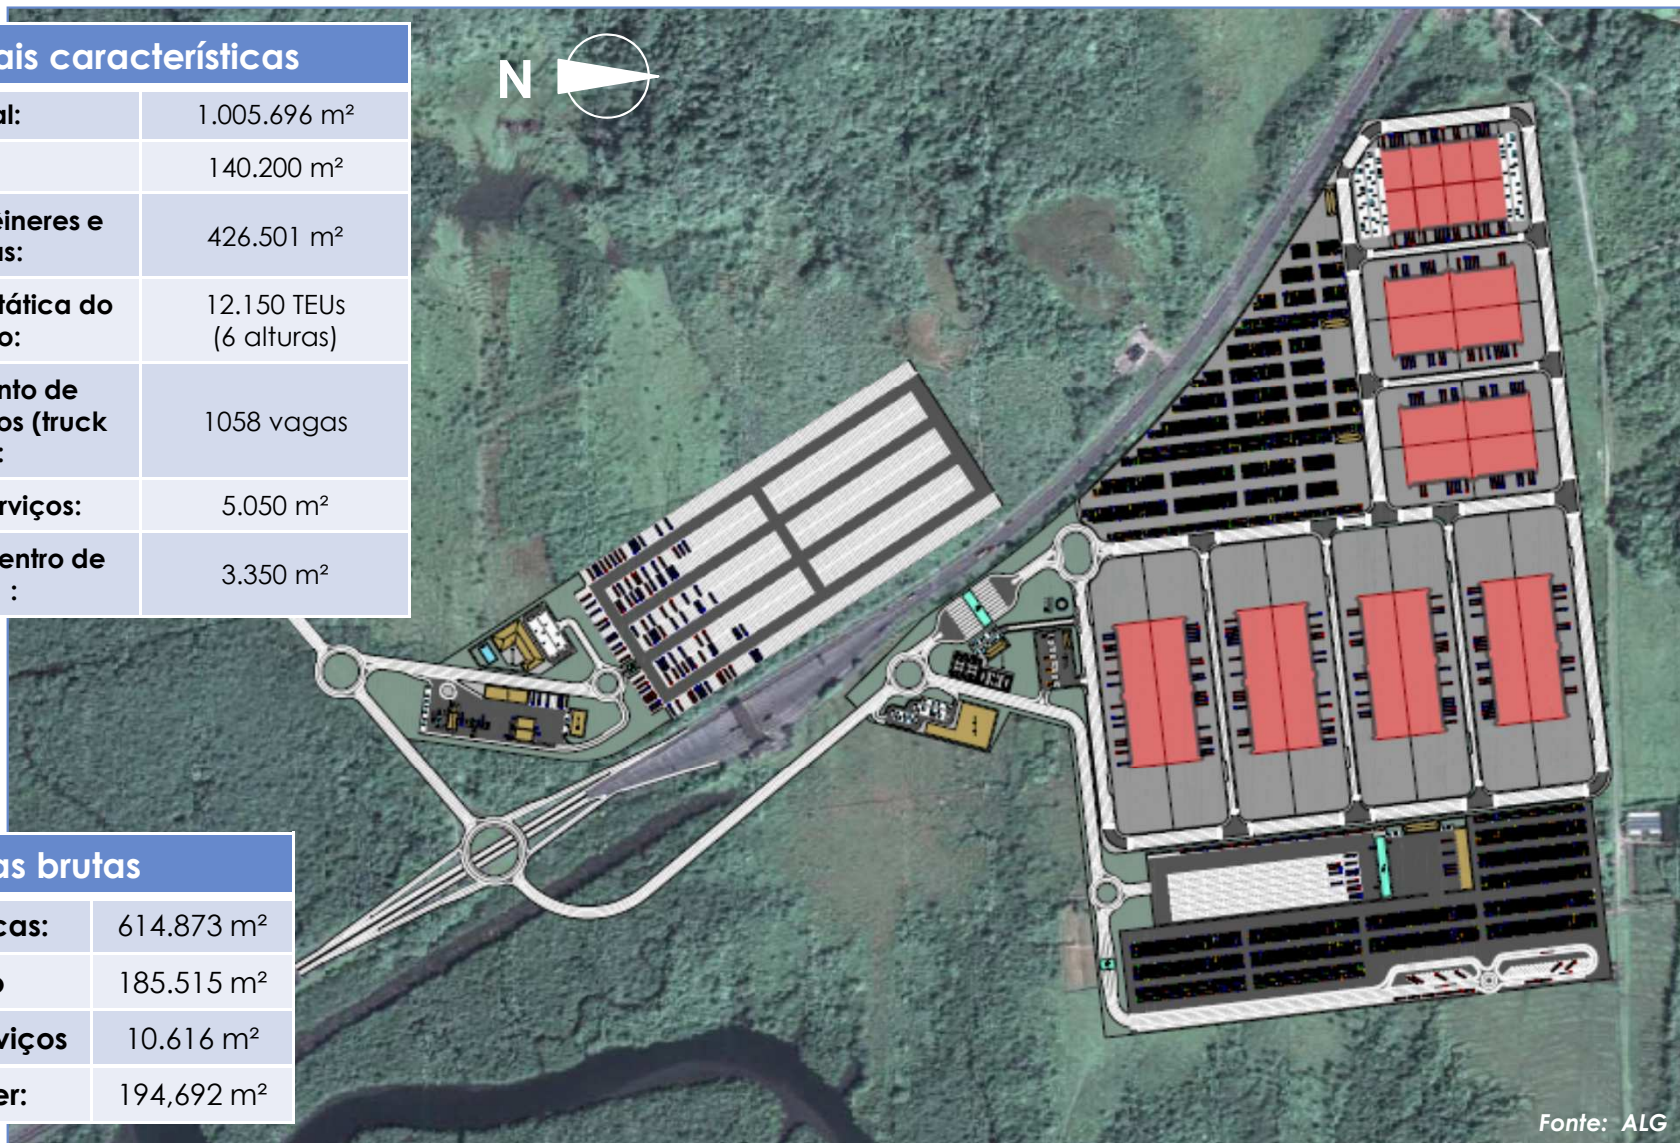 ais características
al:
1.005.696 m²
140.200 m²
êineres e
as:
426.501 m²
tática do
o:
12.150 TEUs
(6 alturas)
nto de
os (truck
:
1058 vagas
rviços:
5.050 m²
entro de
:
3.350 m²
N
as brutas
cas:
614.873 m²
o
185.515 m²
viços
10.616 m²
er:
194,692 m²
Fonte: ALG